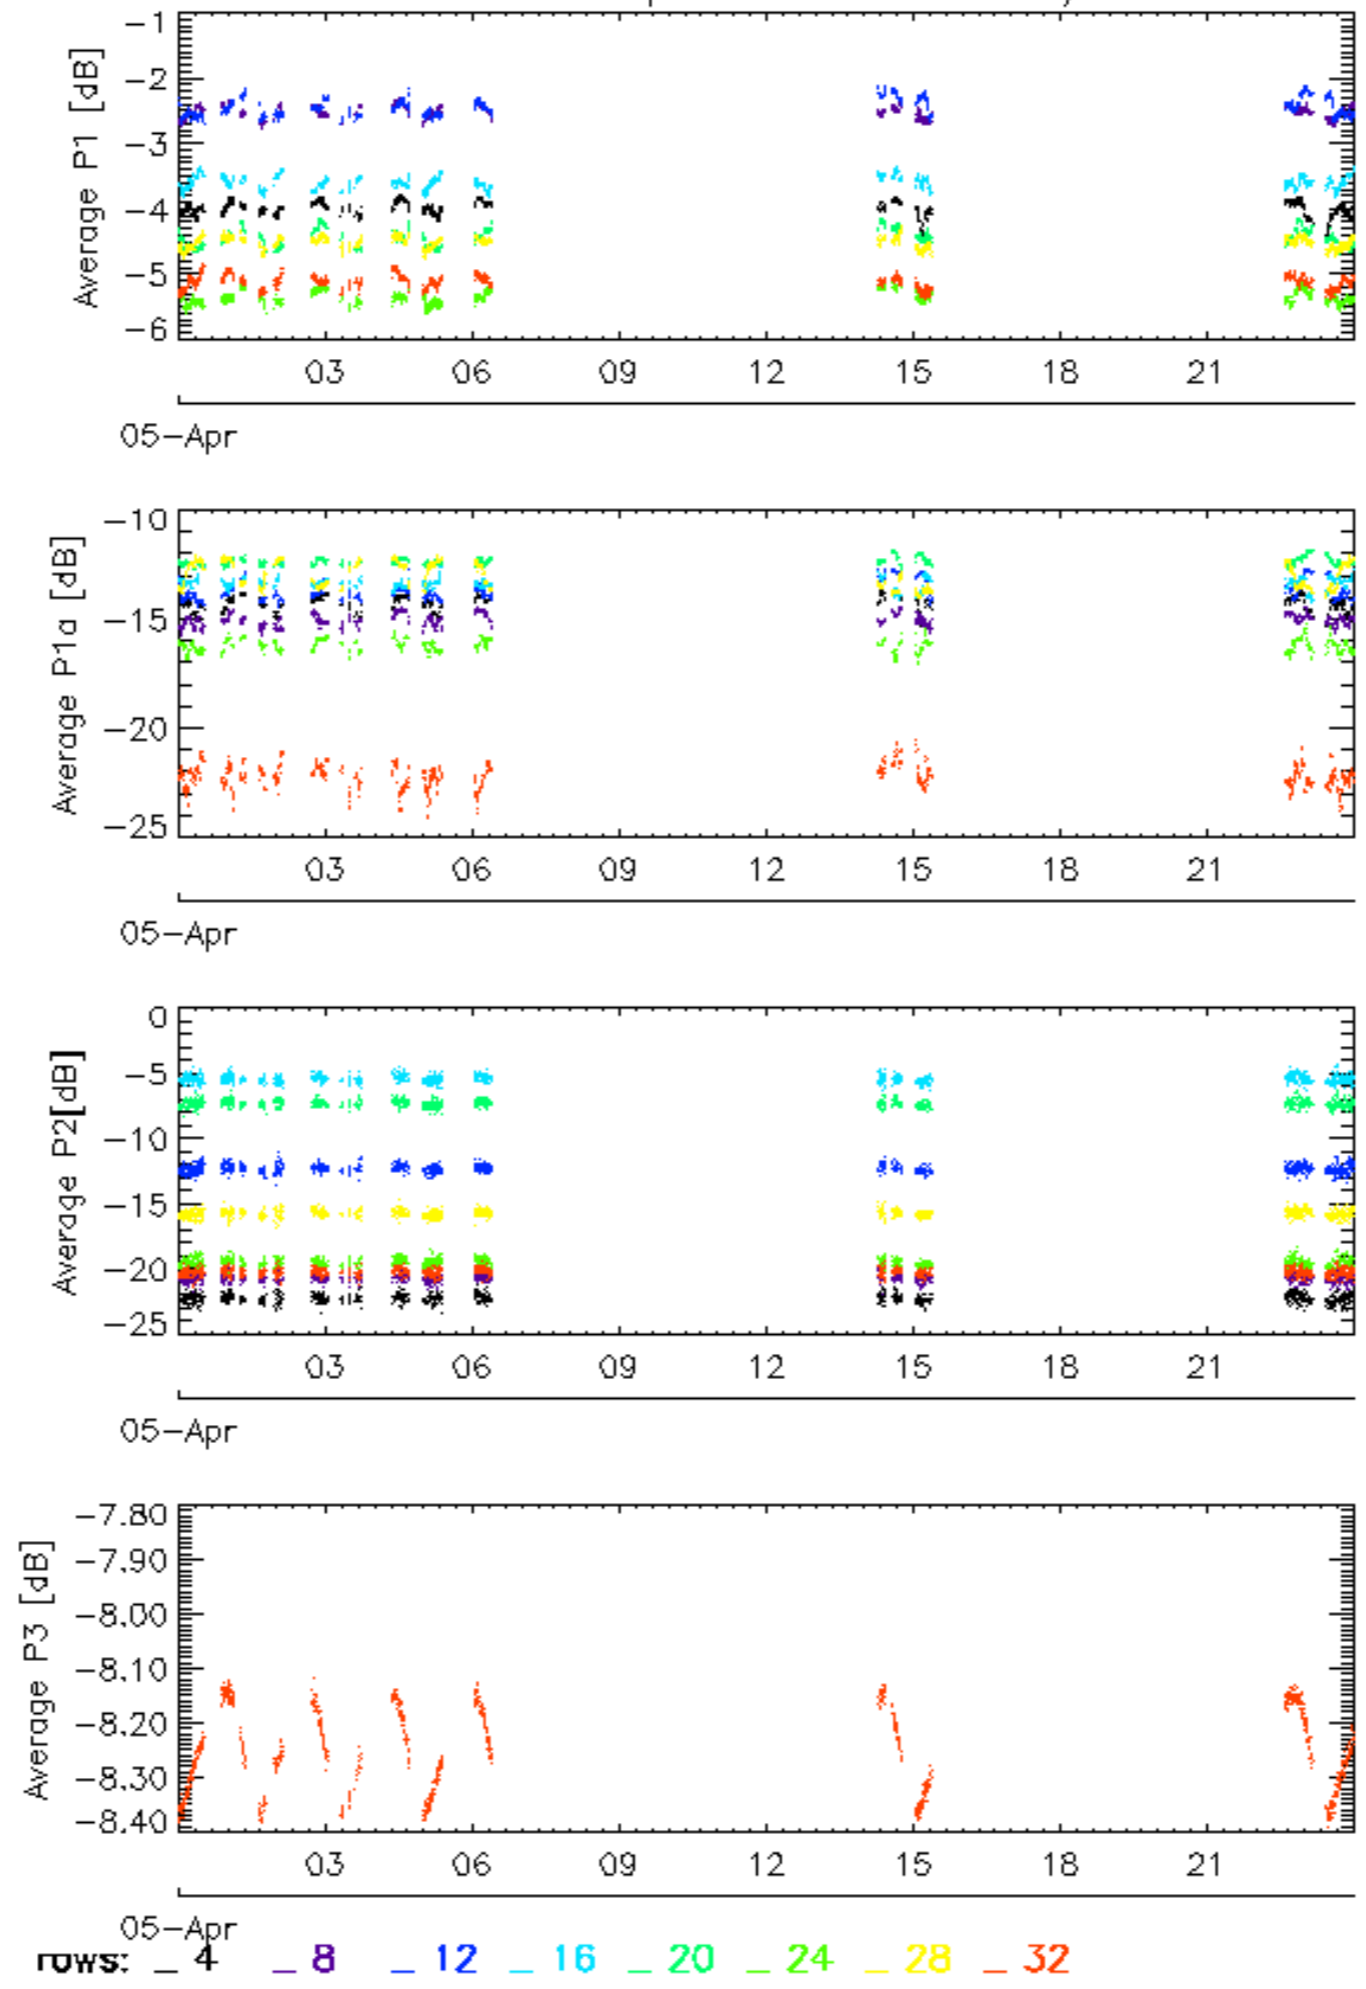 Average P1 [dB]
-1
-2
-3
-4
-5
-6
03 06 09 12 15 18 21
05-Apr
Average P1a [dB]
-10
-15
-20
-25
03 06 09 12 15 18 21
05-Apr
Average P2[dB]
0
-5
-10
-15
-20
-25
03 06 09 12 15 18 21
05-Apr
Average P3 [dB]
-7.80
-7.90
-8.00
-8.10
-8.20
-8.30
-8.40
03 06 09 12 15 18 21
05-Apr
rows: _ 4 _ 8 _ 12 _ 16 _ 20 _ 24 _ 28 _ 32